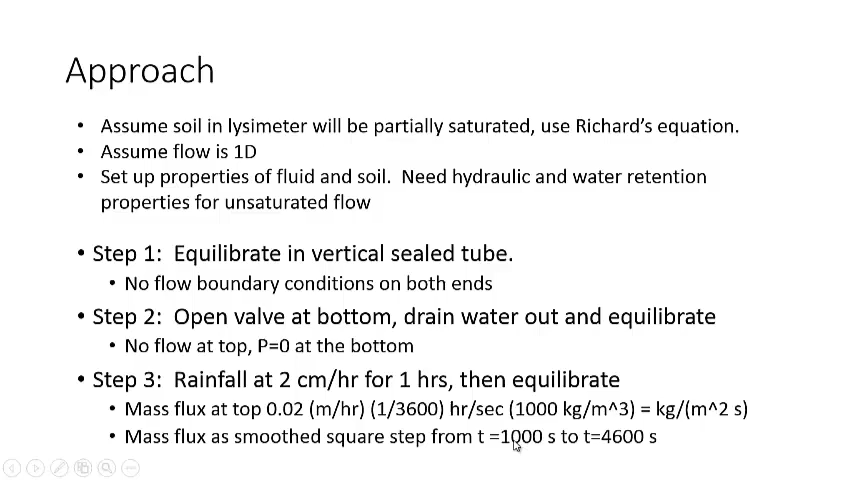 Approach
• Assume soil in lysimeter will be partially saturated, use Richard's equation.
• Assume flow is 1D
• Set up properties of fluid and soil.  Need hydraulic and water retention
properties for unsaturated flow
• Step 1:  Equilibrate in vertical sealed tube.
• No flow boundary conditions on both ends
• Step 2:  Open valve at bottom, drain water out and equilibrate
• No flow at top, P=0 at the bottom
• Step 3:  Rainfall at 2 cm/hr for 1 hrs, then equilibrate
• Mass flux at top 0.02 (m/hr) (1/3600) hr/sec (1000 kg/m^3) = kg/(m^2 s)
• Mass flux as smoothed square step from t =1000 s to t=4600 s